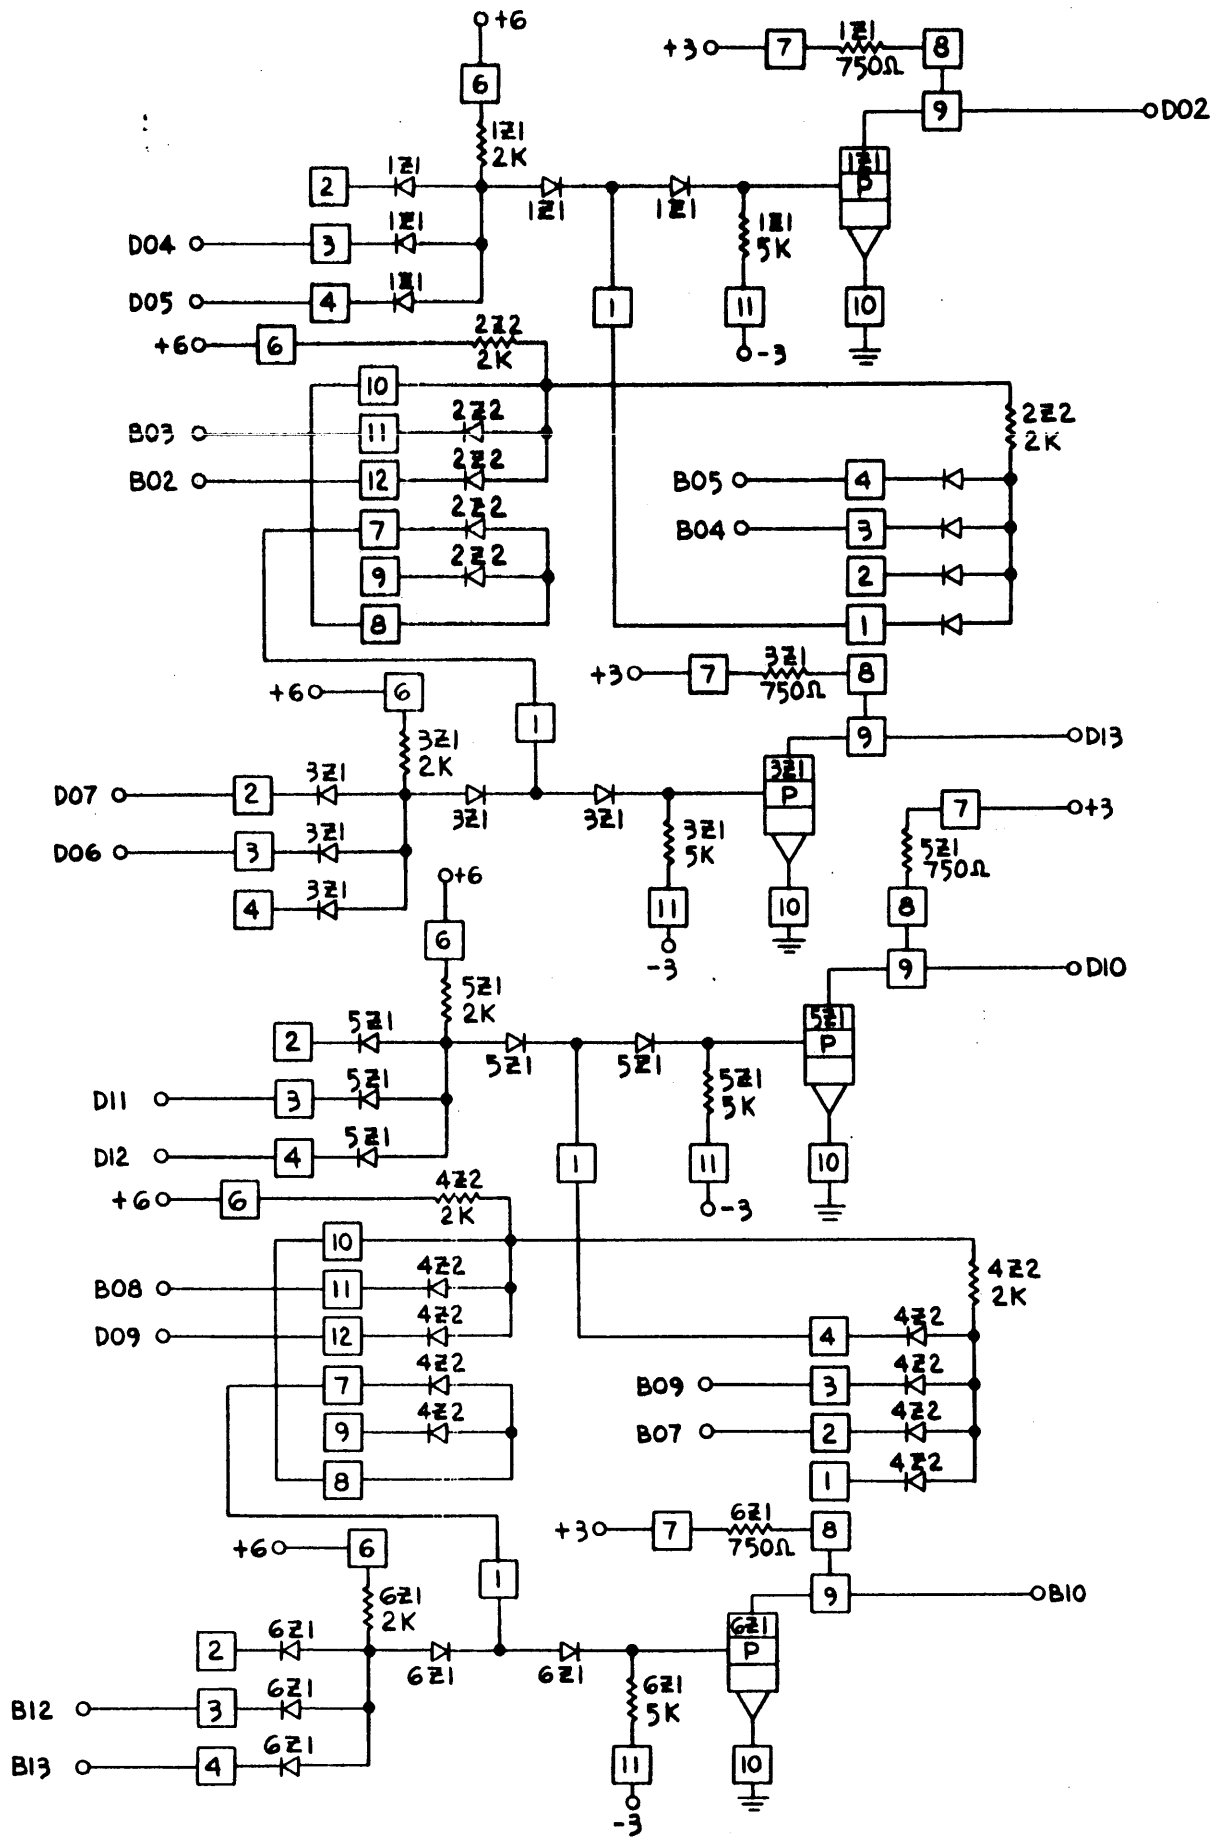 +6
+3 7 1Z1 8
750Ω
6
9 D02
1Z1
2K
1Z1
P
2 1Z1
1Z1 1Z1
1Z1
5K
D04 3 1Z1
D05 4 1Z1
1 11 10
-3
+6 6 2Z2
2K
10
2Z2
2K
B03 11 2Z2
B02 12 2Z2
B05 4
7 2Z2
B04 3
9 2Z2
2
8
1
+3 7 3Z1 8
750Ω
+6 6
1
9 D13
3Z1
2K
3Z1
P
D07 2 3Z1
3Z1 3Z1
7 +3
3Z1
5K
5Z1
750Ω
D06 3 3Z1
+6
4 3Z1
11 10 8
-3
6
9 D10
5Z1
2K
5Z1
P
2 5Z1
5Z1 5Z1
5Z1
5K
D11 3 5Z1
D12 4 5Z1
1 11 10
-3
+6 6 4Z2
2K
10
4Z2
2K
B08 11 4Z2
D09 12 4Z2
4 4Z2
7 4Z2
B09 3 4Z2
9 4Z2
B07 2 4Z2
8
1 4Z2
+3 7 6Z1 8
750Ω
+6 6
1
9 B10
6Z1
2K
6Z1
P
2 6Z1
6Z1 6Z1
6Z1
5K
B12 3 6Z1
B13 4 6Z1
11 10
-3